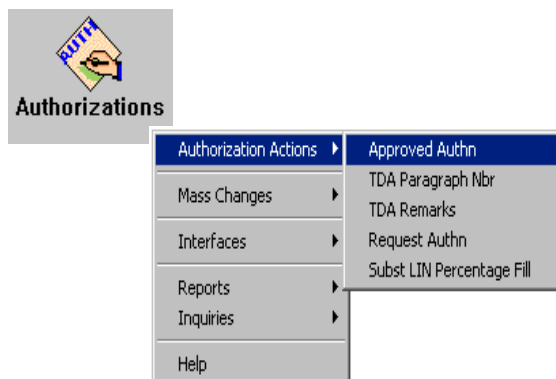 AUTH
Authorizations
Authorization Actions
Mass Changes
Interfaces
Reports
Inquiries
Help
Approved Authn
TDA Paragraph Nbr
TDA Remarks
Request Authn
Subst LIN Percentage Fill